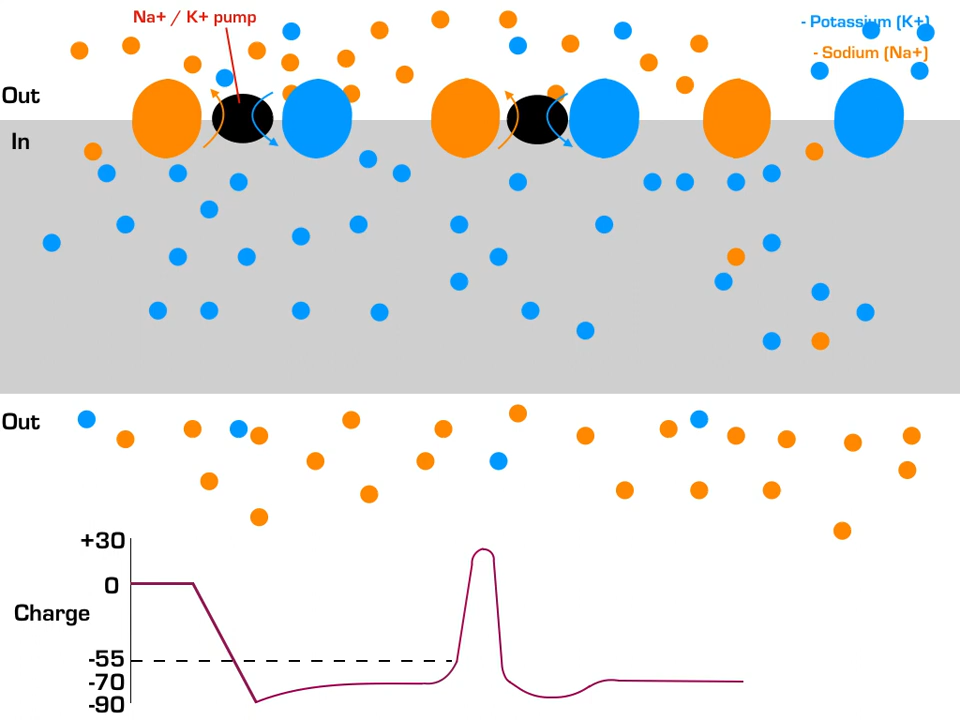 Na+ / K+ pump
- Potassium (K+)
- Sodium (Na+)
Out
In
Out
+30
0
Charge
-55
-70
-90